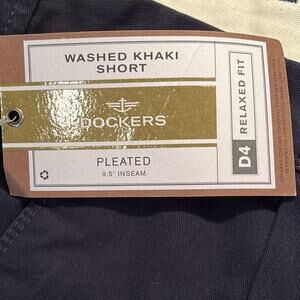 WASHED KHAKI
SHORT
DOCKERS
PLEATED
9.5" INSEAM
D4 RELAXED FIT